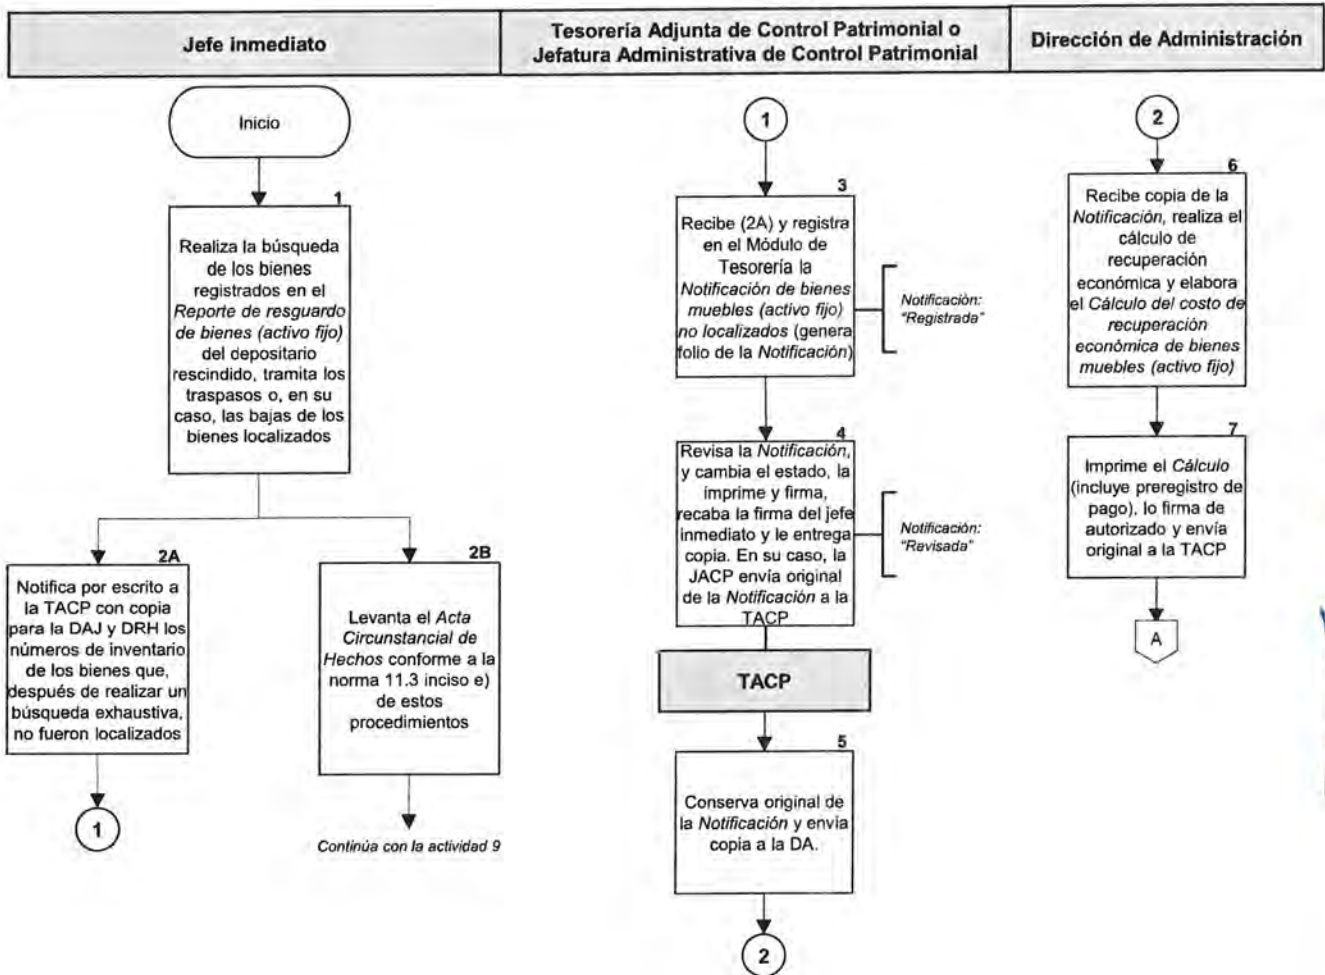 Jefe inmediato
Tesorería Adjunta de Control Patrimonial o
Jefatura Administrativa de Control Patrimonial
Dirección de Administración
Inicio
1
Realiza la búsqueda
de los bienes
registrados en el
Reporte de resguardo
de bienes (activo fijo)
del depositario
rescindido, tramita los
traspasos o, en su
caso, las bajas de los
bienes localizados
2A
Notifica por escrito a
la TACP con copia
para la DAJ y DRH los
números de inventario
de los bienes que,
después de realizar un
búsqueda exhaustiva,
no fueron localizados
1
2B
Levanta el Acta
Circunstancial de
Hechos conforme a la
norma 11.3 inciso e)
de estos
procedimientos
Continúa con la actividad 9
1
3
Recibe (2A) y registra
en el Módulo de
Tesorería la
Notificación de bienes
muebles (activo fijo)
no localizados (genera
folio de la Notificación)
Notificación:
"Registrada"
4
Revisa la Notificación,
y cambia el estado, la
imprime y firma,
recaba la firma del jefe
inmediato y le entrega
copia. En su caso, la
JACP envía original
de la Notificación a la
TACP
Notificación:
"Revisada"
TACP
5
Conserva original de
la Notificación y envía
copia a la DA.
2
2
6
Recibe copia de la
Notificación, realiza el
cálculo de
recuperación
económica y elabora
el Cálculo del costo de
recuperación
económica de bienes
muebles (activo fijo)
7
Imprime el Cálculo
(incluye preregistro de
pago), lo firma de
autorizado y envía
original a la TACP
A